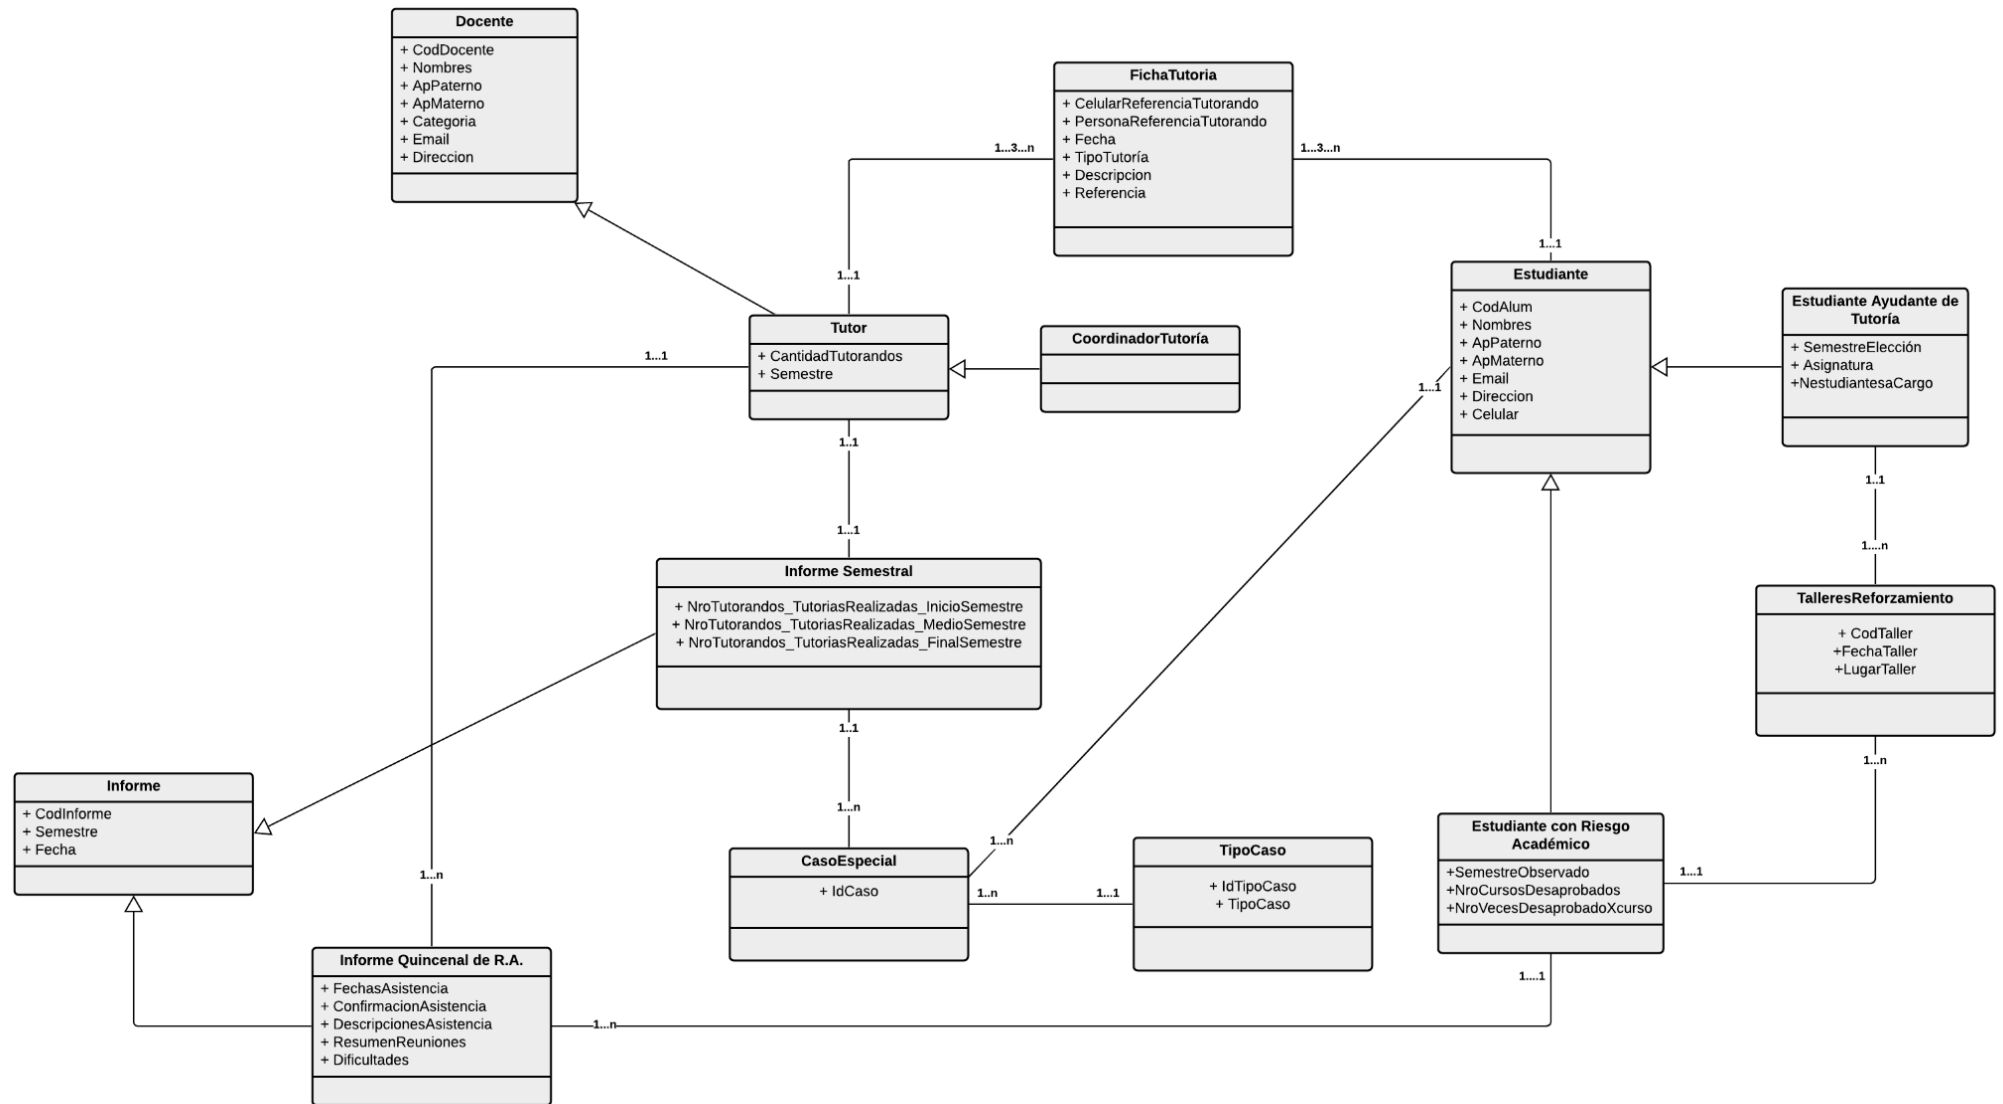 Docente
+ CodDocente
+ Nombres
+ ApPaterno
+ ApMaterno
+ Categoria
+ Email
+ Direccion
FichaTutoria
+ CelularReferenciaTutorando
+ PersonaReferenciaTutorando
+ Fecha
+ TipoTutoría
+ Descripcion
+ Referencia
1...3...n
1...3...n
1...1
1...1
Tutor
+ CantidadTutorandos
+ Semestre
CoordinadorTutoría
Estudiante
+ CodAlum
+ Nombres
+ ApPaterno
+ ApMaterno
+ Email
+ Direccion
+ Celular
Estudiante Ayudante de
Tutoría
+ SemestreElección
+ Asignatura
+NestudiantesaCargo
1...1
1...1
1..1
1...1
1..1
1....n
Informe Semestral
+ NroTutorandos_TutoriasRealizadas_InicioSemestre
+ NroTutorandos_TutoriasRealizadas_MedioSemestre
+ NroTutorandos_TutoriasRealizadas_FinalSemestre
TalleresReforzamiento
+ CodTaller
+FechaTaller
+LugarTaller
1..1
1...n
1...n
Informe
+ CodInforme
+ Semestre
+ Fecha
1...n
CasoEspecial
+ IdCaso
1...n
1..n
1...1
TipoCaso
+ IdTipoCaso
+ TipoCaso
Estudiante con Riesgo
Académico
+SemestreObservado
+NroCursosDesaprobados
+NroVecesDesaprobadoXcurso
1...1
1....1
Informe Quincenal de R.A.
+ FechasAsistencia
+ ConfirmacionAsistencia
+ DescripcionesAsistencia
+ ResumenReuniones
+ Dificultades
1...n